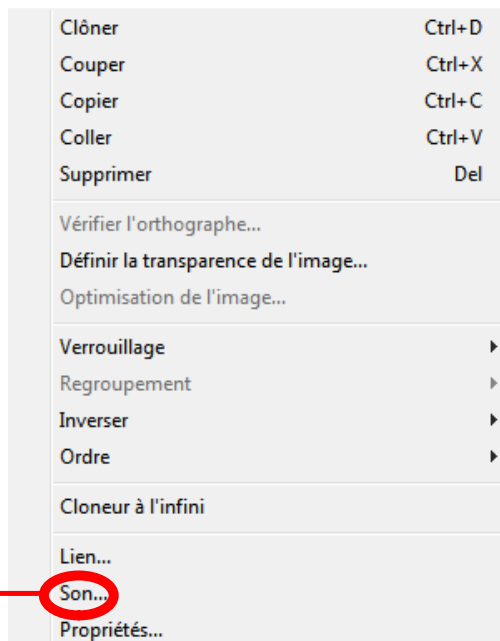 Clôner Ctrl+D
Couper Ctrl+X
Copier Ctrl+C
Coller Ctrl+V
Supprimer Del
Vérifier l'orthographe...
Définir la transparence de l'image...
Optimisation de l'image...
Verrouillage
Regroupement
Inverser
Ordre
Cloneur à l'infini
Lien...
Son...
Propriétés...